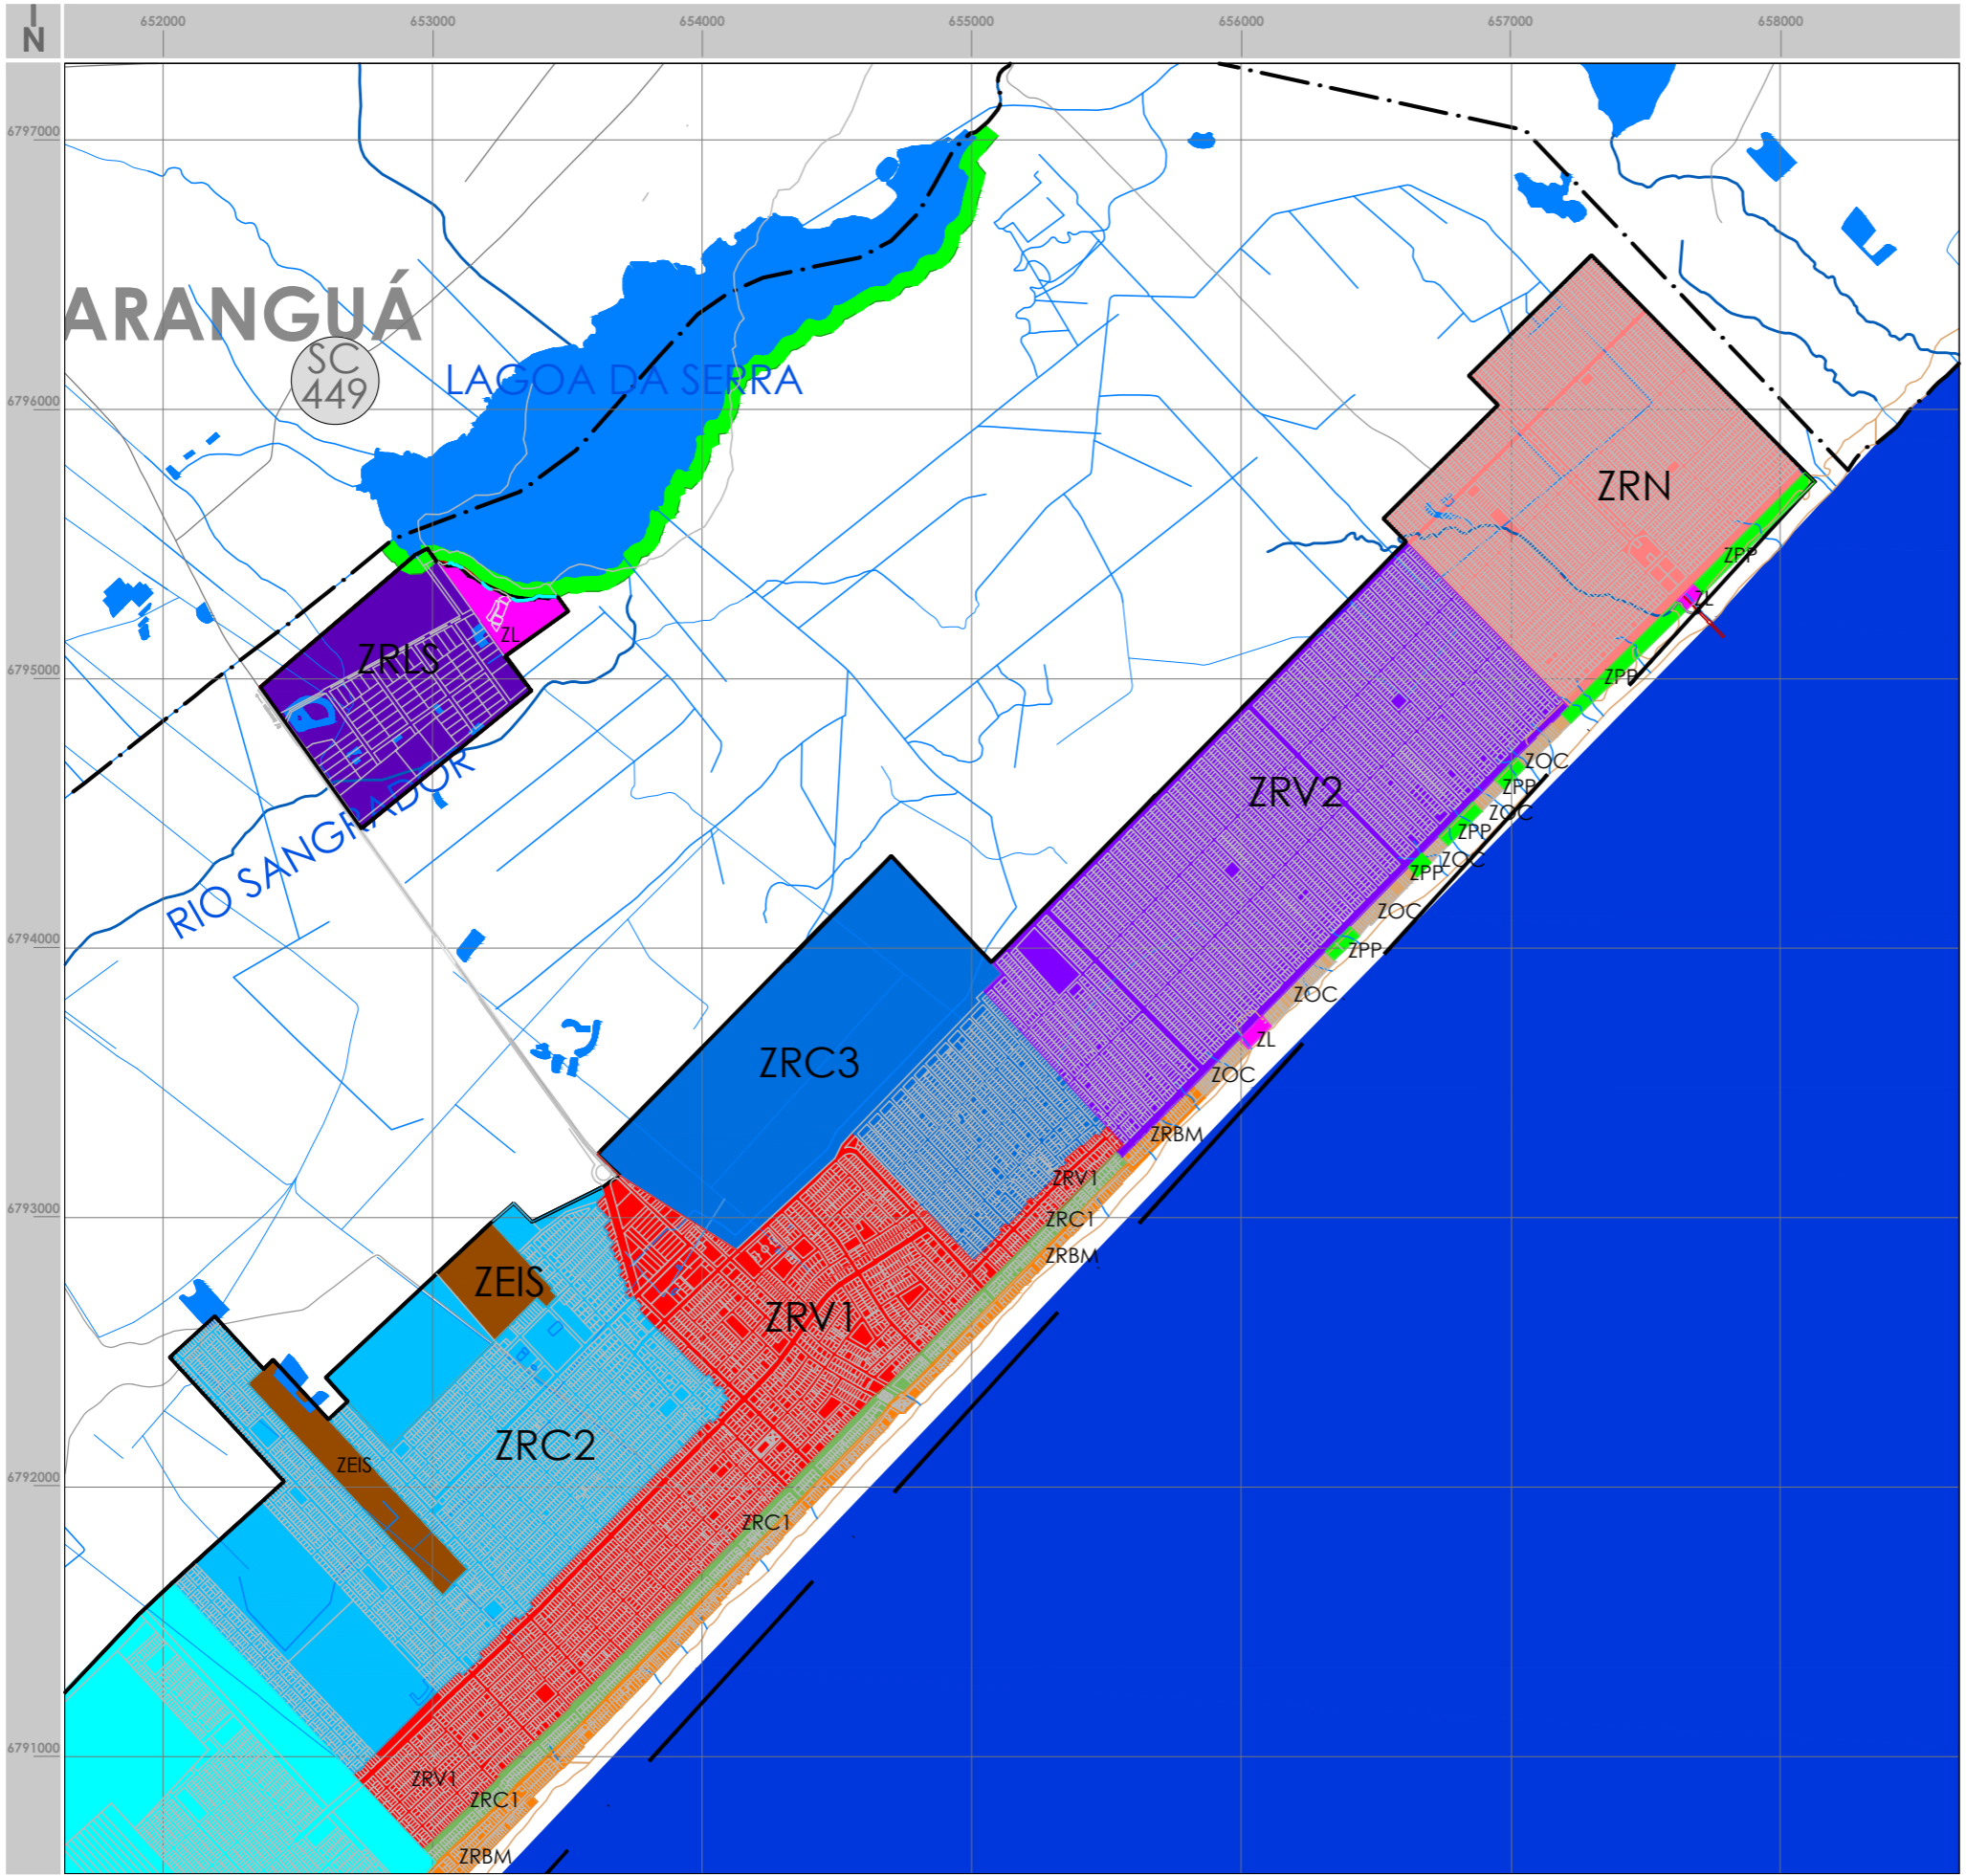 N
652000
653000
654000
655000
656000
657000
658000
6797000
6796000
6795000
6794000
6793000
6792000
6791000
ARANGUÁ
SC
449
LAGOA DA SERRA
ZRN
ZPP
ZL
ZRLS
ZL
ZPP
RIO SANGRADOR
ZRV2
ZOC
ZPP
ZOC
ZPP
ZOC
ZPP
ZOC
ZPP
ZOC
ZL
ZRC3
ZOC
ZRBM
ZRV1
ZRC1
ZRBM
ZEIS
ZRV1
ZRC2
ZEIS
ZRC1
ZRV1
ZRC1
ZRBM